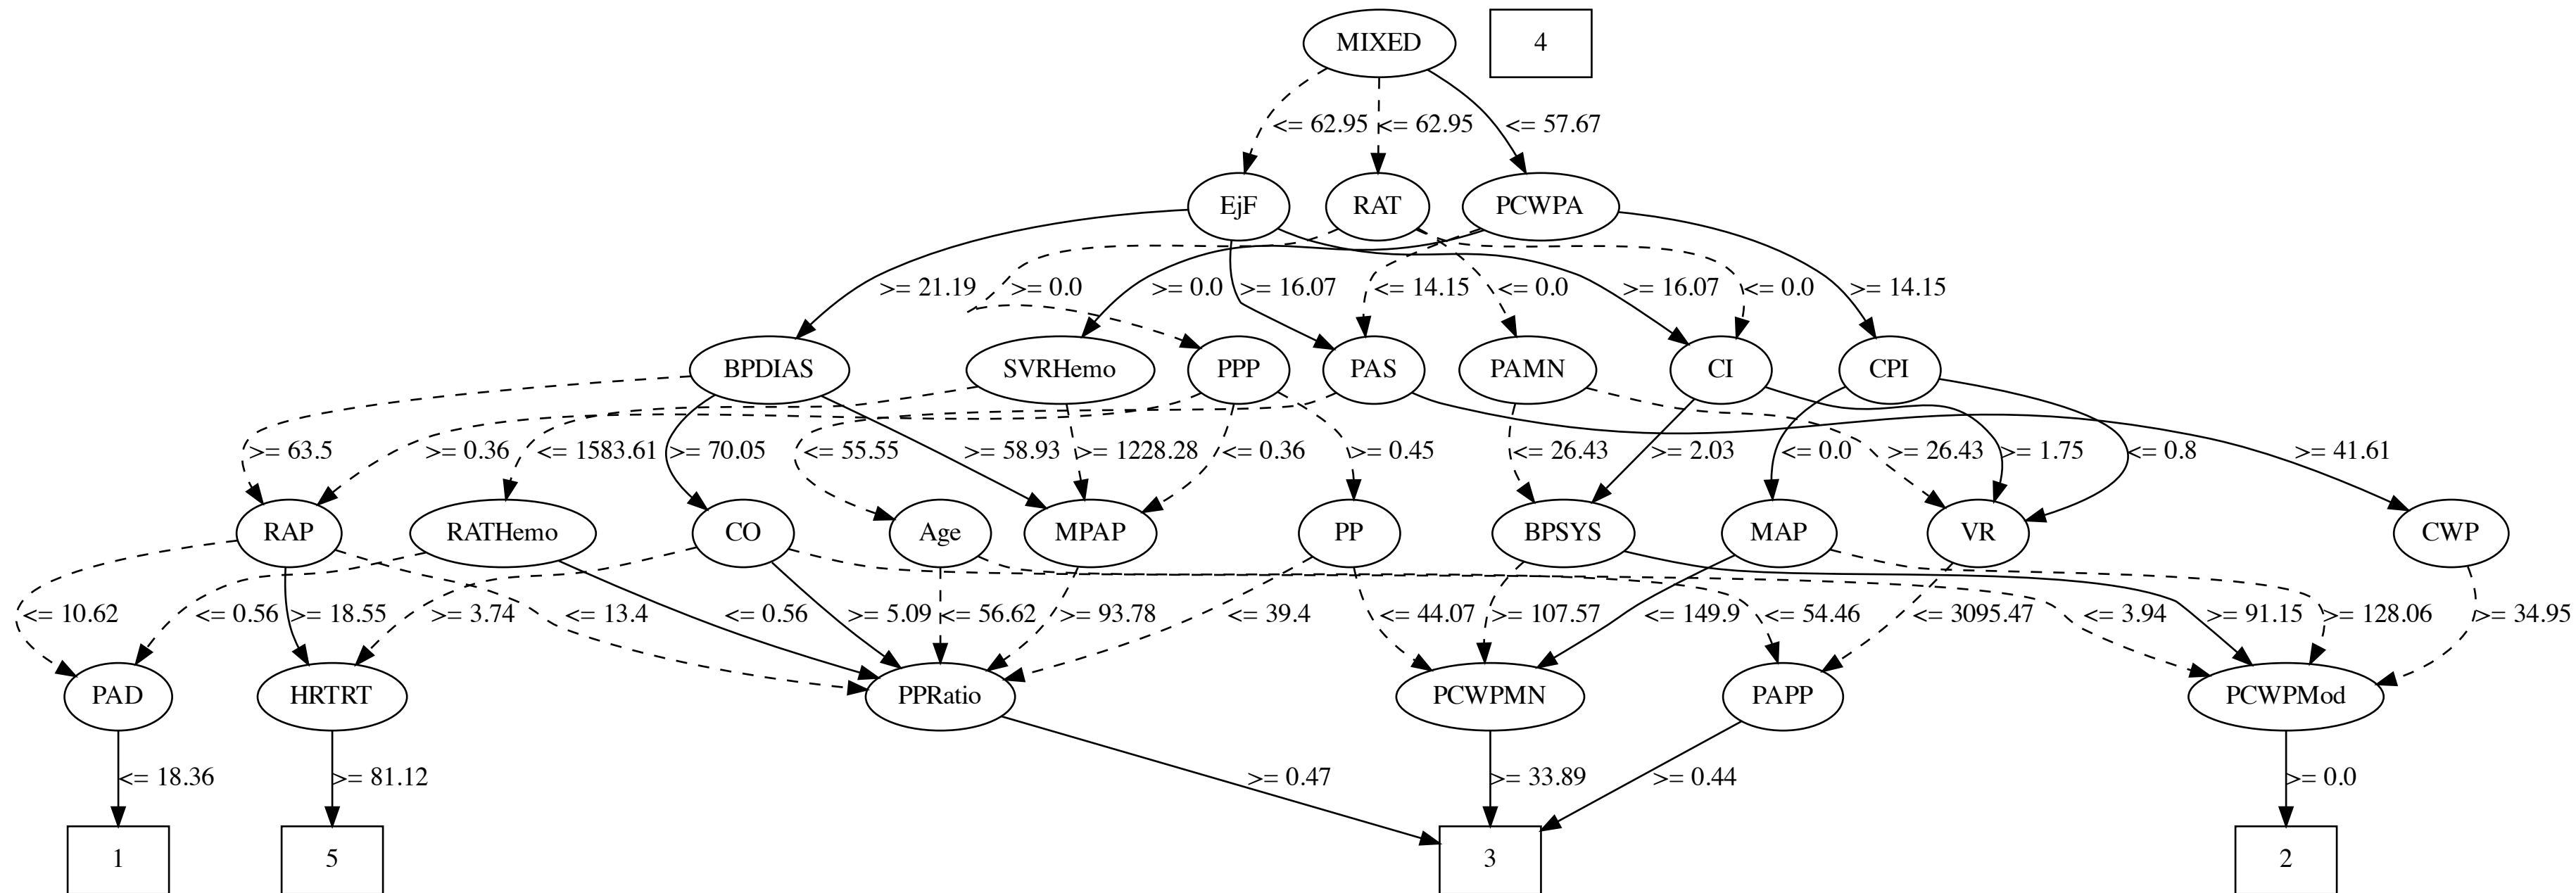 MIXED
4
<= 62.95
<= 62.95
<= 57.67
EjF
RAT
PCWPA
>= 21.19
>= 0.0
>= 0.0
>= 16.07
<= 14.15
<= 0.0
>= 16.07
<= 0.0
>= 14.15
BPDIAS
SVRHemo
PPP
PAS
PAMN
CI
CPI
>= 63.5
>= 0.36
<= 1583.61
>= 70.05
<= 55.55
>= 58.93
>= 1228.28
<= 0.36
>= 0.45
<= 26.43
>= 2.03
<= 0.0
>= 26.43
>= 1.75
<= 0.8
>= 41.61
RAP
RATHemo
CO
Age
MPAP
PP
BPSYS
MAP
VR
CWP
<= 10.62
<= 0.56
>= 18.55
>= 3.74
<= 13.4
<= 0.56
>= 5.09
<= 56.62
>= 93.78
<= 39.4
<= 44.07
>= 107.57
<= 149.9
<= 54.46
<= 3095.47
<= 3.94
>= 91.15
>= 128.06
>= 34.95
PAD
HRTRT
PPRatio
PCWPMN
PAPP
PCWPMod
<= 18.36
>= 81.12
>= 0.47
>= 33.89
>= 0.44
>= 0.0
1
5
3
2